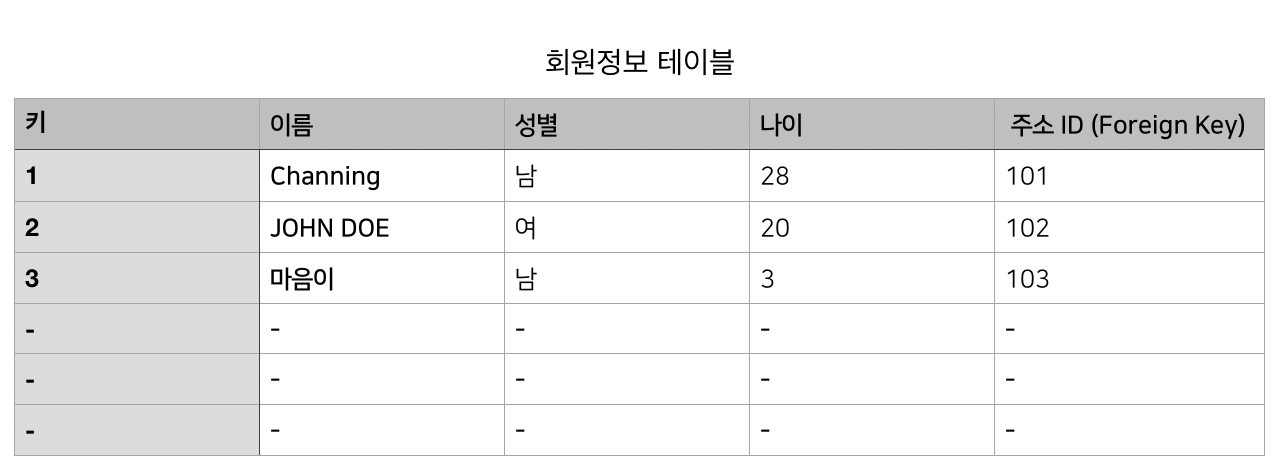 회원정보 테이블
키 이름 성별 나이 주소 ID (Foreign Key)
1 Channing 남 28 101
2 JOHN DOE 여 20 102
3 마음이 남 3 103
- - - - -
- - - - -
- - - - -